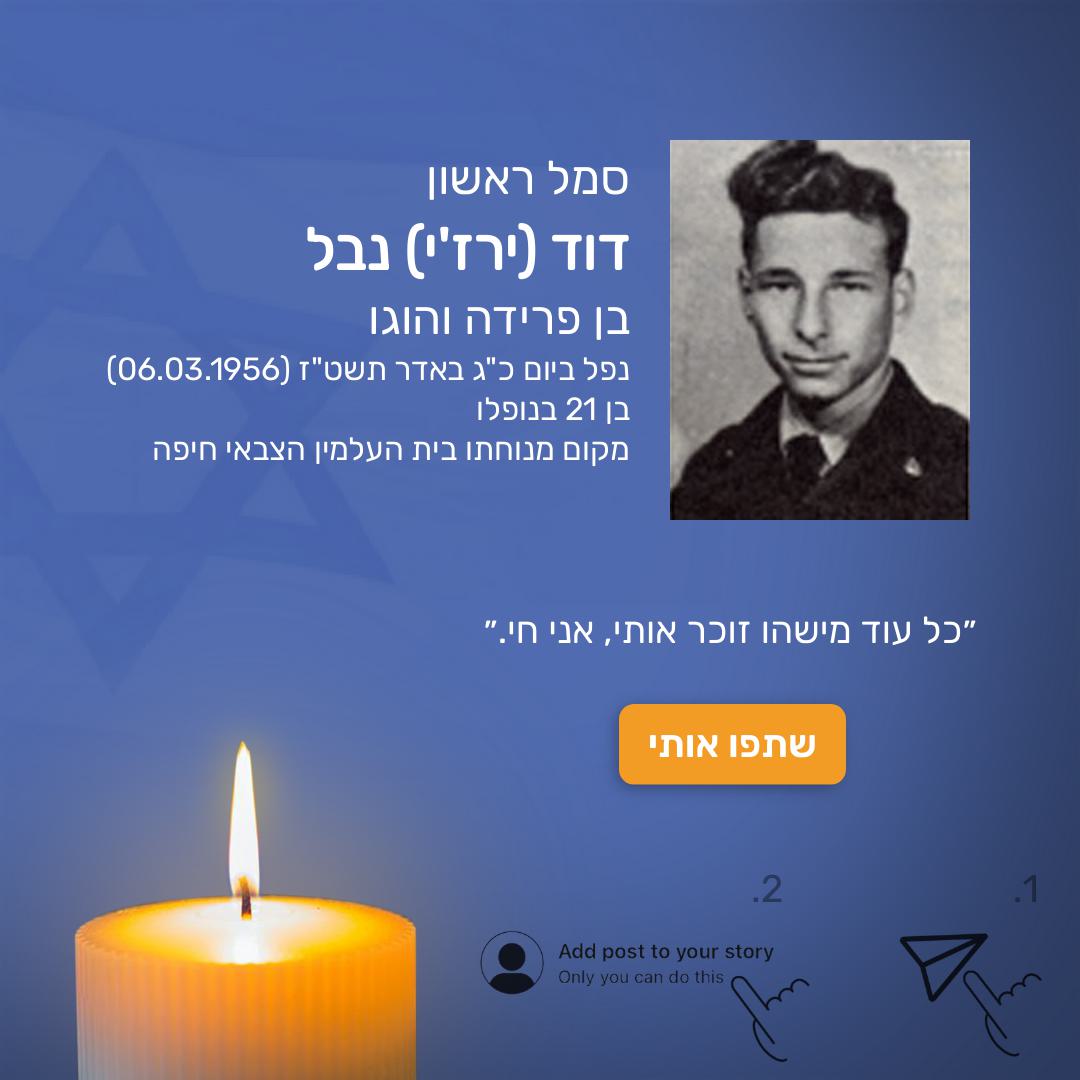 סמל ראשון
דוד (ירז'י) נבל
בן פרידה והוגו
נפל ביום כ"ג באדר תשט"ז (06.03.1956)
בן 21 בנופלו
מקום מנוחתו בית העלמין הצבאי חיפה
״כל עוד מישהו זוכר אותי, אני חי.״
שתפו אותי
.1
.2
Add post to your story
Only you can do this